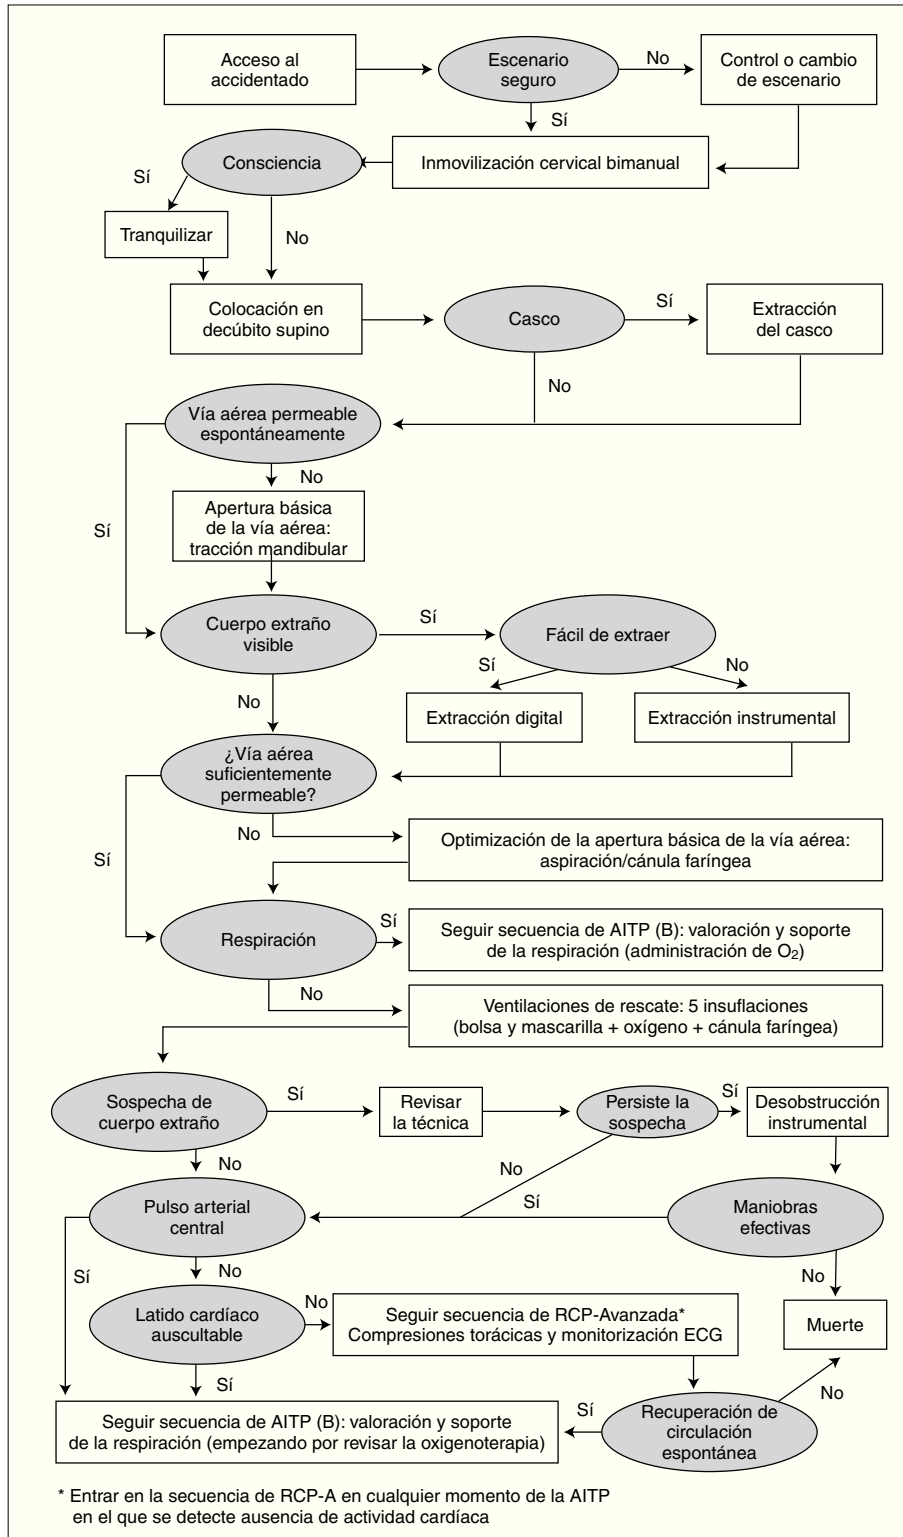 Acceso al
accidentado
Escenario
seguro
No
Control o cambio
de escenario
Sí
Consciencia
Inmovilización cervical bimanual
Sí
Tranquilizar
No
Colocación en
decúbito supino
Casco
Sí
Extracción
del casco
No
Vía aérea permeable
espontáneamente
No
Sí
Apertura básica
de la vía aérea:
tracción mandibular
Cuerpo extraño
visible
Sí
Fácil de extraer
Sí
No
No
Extracción digital
Extracción instrumental
¿Vía aérea
suficientemente
permeable?
No
Sí
Optimización de la apertura básica de la vía aérea:
aspiración/cánula faríngea
Respiración
Sí
Seguir secuencia de AITP (B): valoración y soporte
de la respiración (administración de O₂)
No
Ventilaciones de rescate: 5 insuflaciones
(bolsa y mascarilla + oxígeno + cánula faríngea)
Sospecha de
cuerpo extraño
Sí
Revisar
la técnica
Persiste la
sospecha
Sí
Desobstrucción
instrumental
No
No
Pulso arterial
central
Sí
Maniobras
efectivas
Sí
No
No
Latido cardíaco
auscultable
No
Seguir secuencia de RCP-Avanzada*
Compresiones torácicas y monitorización ECG
Muerte
Sí
No
Seguir secuencia de AITP (B): valoración y soporte
de la respiración (empezando por revisar la oxigenoterapia)
Sí
Recuperación de
circulación
espontánea
* Entrar en la secuencia de RCP-A en cualquier momento de la AITP
en el que se detecte ausencia de actividad cardíaca